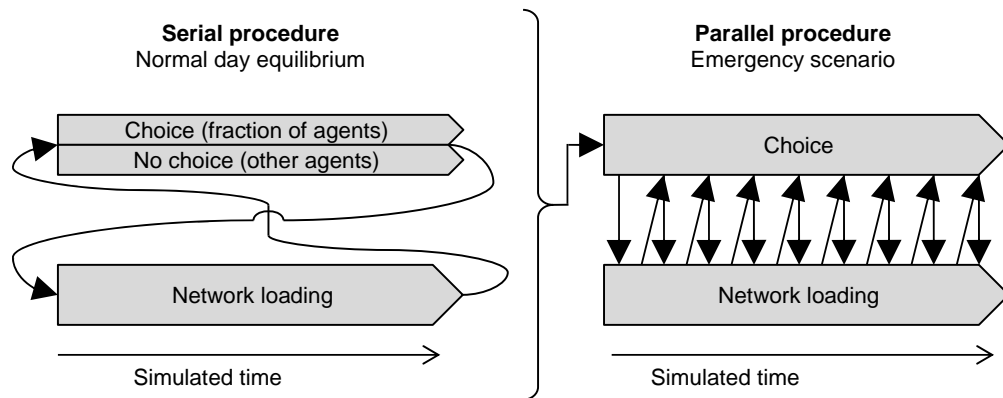 Serial procedure
Normal day equilibrium
Choice (fraction of agents)
No choice (other agents)
Network loading
Simulated time
Parallel procedure
Emergency scenario
Choice
Network loading
Simulated time